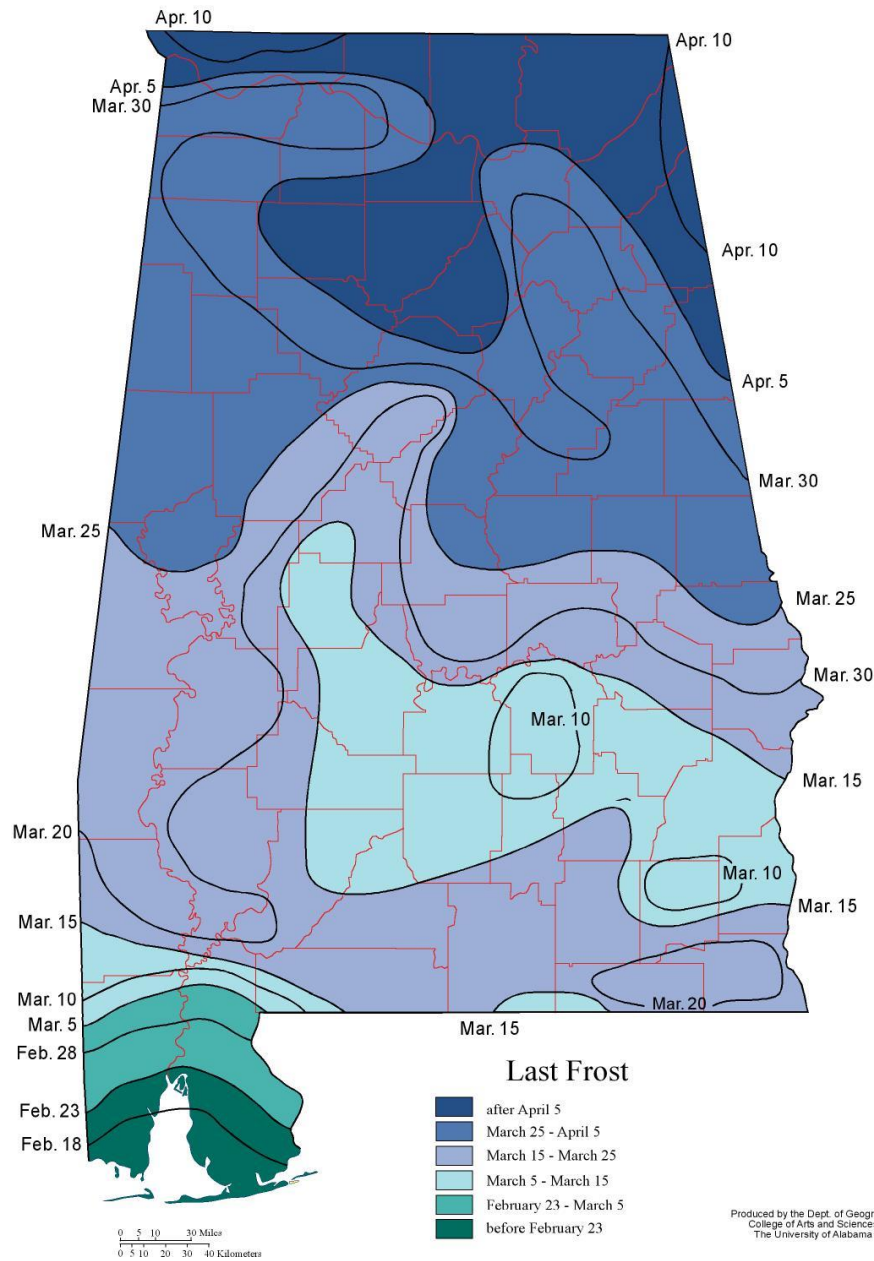 Apr. 10
Apr. 10
Apr. 5
Mar. 30
Apr. 10
Apr. 5
Mar. 30
Mar. 25
Mar. 25
Mar. 30
Mar. 10
Mar. 15
Mar. 20
Mar. 10
Mar. 15
Mar. 15
Mar. 10
Mar. 20
Mar. 5
Mar. 15
Feb. 28
Last Frost
Feb. 23
Feb. 18
after April 5
March 25 - April 5
March 15 - March 25
March 5 - March 15
February 23 - March 5
before February 23
0 5 10 30 Miles
0 5 10 20 30 40 Kilometers
Produced by the Dept. of Geogr
College of Arts and Science
The University of Alabama